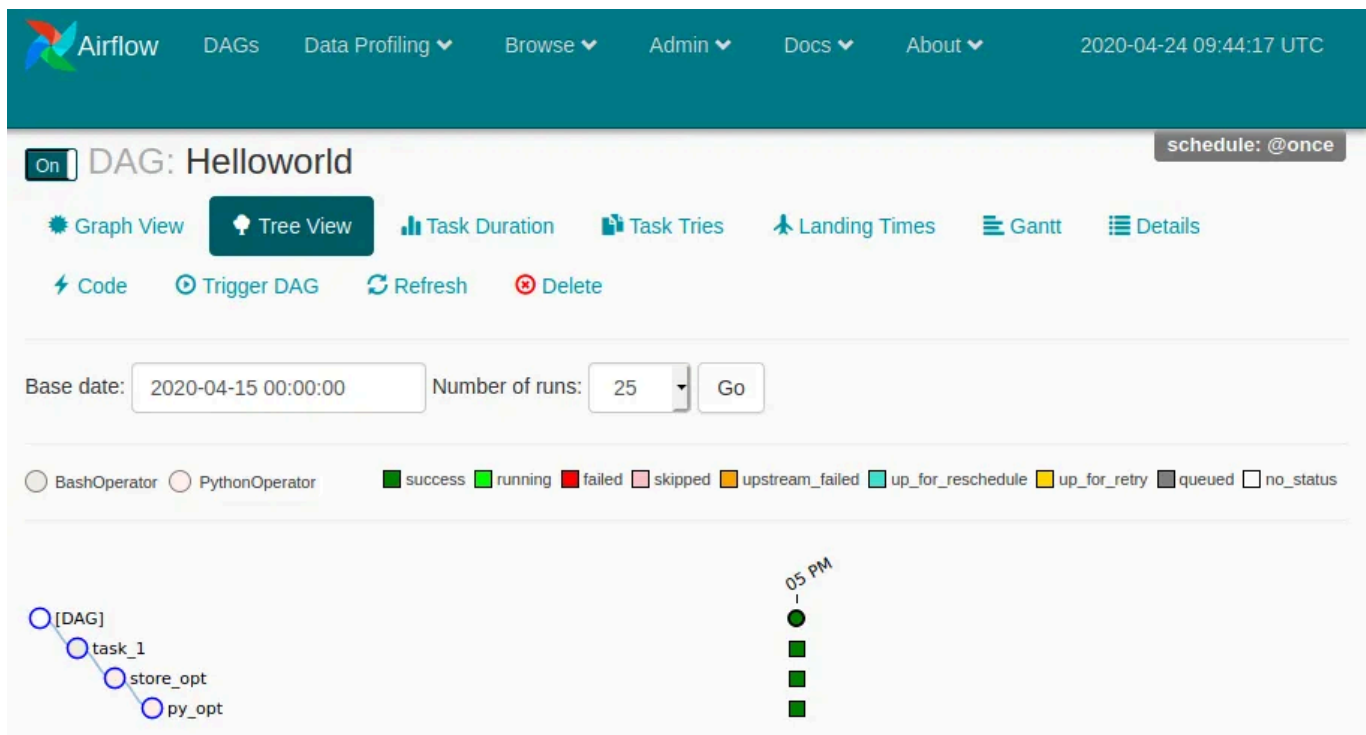 Airflow DAGs Data Profiling Browse Admin Docs About 2020-04-24 09:44:17 UTC
schedule: @once
On DAG: Helloworld
Graph View Tree View Task Duration Task Tries Landing Times Gantt Details
Code Trigger DAG Refresh Delete
Base date: 2020-04-15 00:00:00 Number of runs: 25 Go
BashOperator PythonOperator success running failed skipped upstream_failed up_for_reschedule up_for_retry queued no_status
05 PM
[DAG]
task_1
store_opt
py_opt